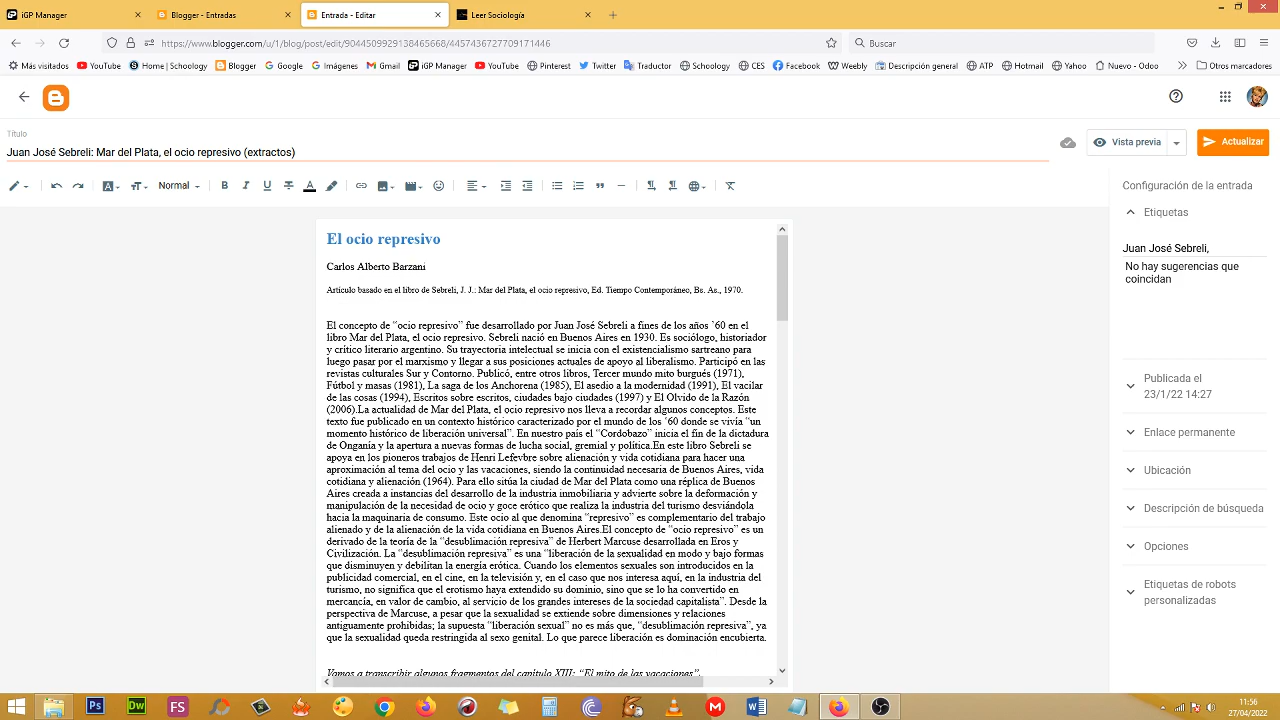 iGP Manager
Blogger - Entradas
Entrada - Editar
Leer Sociología
https://www.blogger.com/u/1/blog/post/edit/9044509929138465668/4457436727709171446
Buscar
Más visitados
YouTube
Home | Schoology
Blogger
Google
Imágenes
Gmail
iGP Manager
YouTube
Pinterest
Twitter
Traductor
Schoology
CES
Facebook
Weebly
Descripción general
ATP
Hotmail
Yahoo
Nuevo - Doo
Otros marcadores
Título
Juan José Sebreli: Mar del Plata, el ocio represivo (extractos)
Vista previa
Actualizar
Normal
El ocio represivo
Carlos Alberto Barzani
Artículo basado en el libro de Sebreli, J. J.: Mar del Plata, el ocio represivo, Ed. Tiempo Contemporáneo, Bs. As., 1970.
El concepto de “ocio represivo” fue desarrollado por Juan José Sebreli a fines de los años `60 en el
libro Mar del Plata, el ocio represivo. Sebreli nació en Buenos Aires en 1930. Es sociólogo, historiador
y crítico literario argentino. Su trayectoria intelectual se inicia con el existencialismo sartreano para
luego pasar por el marxismo y llegar a sus posiciones actuales de apoyo al liberalismo. Participó en las
revistas culturales Sur y Contorno. Publicó, entre otros libros, Tercer mundo mito burgués (1971),
Fútbol y masas (1981), La saga de los Anchorena (1985), El asedio a la modernidad (1991), El vacilar
de las cosas (1994), Escritos sobre escritos, ciudades bajo ciudades (1997) y El Olvido de la Razón
(2006).La actualidad de Mar del Plata, el ocio represivo nos lleva a recordar algunos conceptos. Este
texto fue publicado en un contexto histórico caracterizado por el mundo de los ´60 donde se vivía “un
momento histórico de liberación universal”. En nuestro país el “Cordobazo” inicia el fin de la dictadura
de Onganía y la apertura a nuevas formas de lucha social, gremial y política.En este libro Sebreli se
apoya en los pioneros trabajos de Henri Lefevbre sobre alienación y vida cotidiana para hacer una
aproximación al tema del ocio y las vacaciones, siendo la continuidad necesaria de Buenos Aires, vida
cotidiana y alienación (1964). Para ello sitúa la ciudad de Mar del Plata como una réplica de Buenos
Aires creada a instancias del desarrollo de la industria inmobiliaria y advierte sobre la deformación y
manipulación de la necesidad de ocio y goce erótico que realiza la industria del turismo desviándola
hacia la maquinaria de consumo. Este ocio al que denomina “represivo” es complementario del trabajo
alienado y de la alienación de la vida cotidiana en Buenos Aires.El concepto de “ocio represivo” es un
derivado de la teoría de la “desublimación represiva” de Herbert Marcuse desarrollada en Eros y
Civilización. La “desublimación represiva” es una “liberación de la sexualidad en modo y bajo formas
que disminuyen y debilitan la energía erótica. Cuando los elementos sexuales son introducidos en la
publicidad comercial, en el cine, en la televisión y, en el caso que nos interesa aquí, en la industria del
turismo, no significa que el erotismo haya extendido su dominio, sino que se lo ha convertido en
mercancía, en valor de cambio, al servicio de los grandes intereses de la sociedad capitalista”. Desde la
perspectiva de Marcuse, a pesar que la sexualidad se extiende sobre dimensiones y relaciones
antiguamente prohibidas; la supuesta “liberación sexual” no es más que, “desublimación represiva”, ya
que la sexualidad queda restringida al sexo genital. Lo que parece liberación es dominación encubierta.
Vamos a transcribir algunos fragmentos del capítulo XIII: “El mito de las vacaciones”
Configuración de la entrada
Etiquetas
Juan José Sebreli,
No hay sugerencias que
coincidan
Publicada el
23/1/22 14:27
Enlace permanente
Ubicación
Descripción de búsqueda
Opciones
Etiquetas de robots
personalizadas
Ps
Dw
FS
11:56
27/04/2022